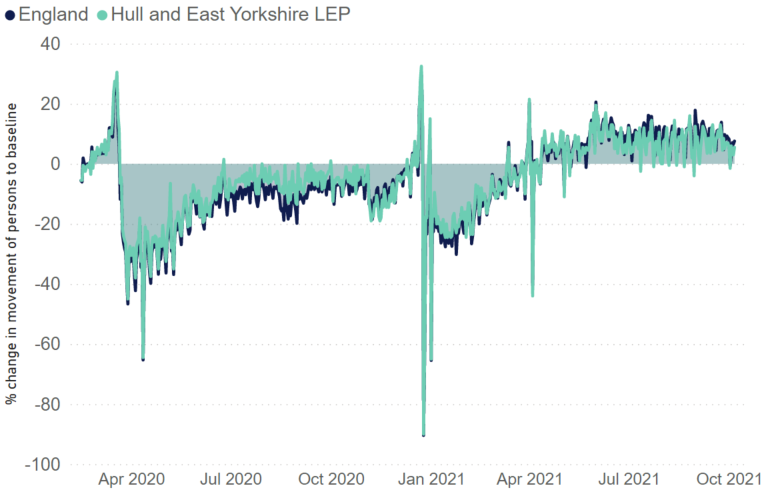 England Hull and East Yorkshire LEP
% change in movement of persons to baseline
40
20
0
-20
-40
-60
-80
-100
Apr 2020 Jul 2020 Oct 2020 Jan 2021 Apr 2021 Jul 2021 Oct 2021